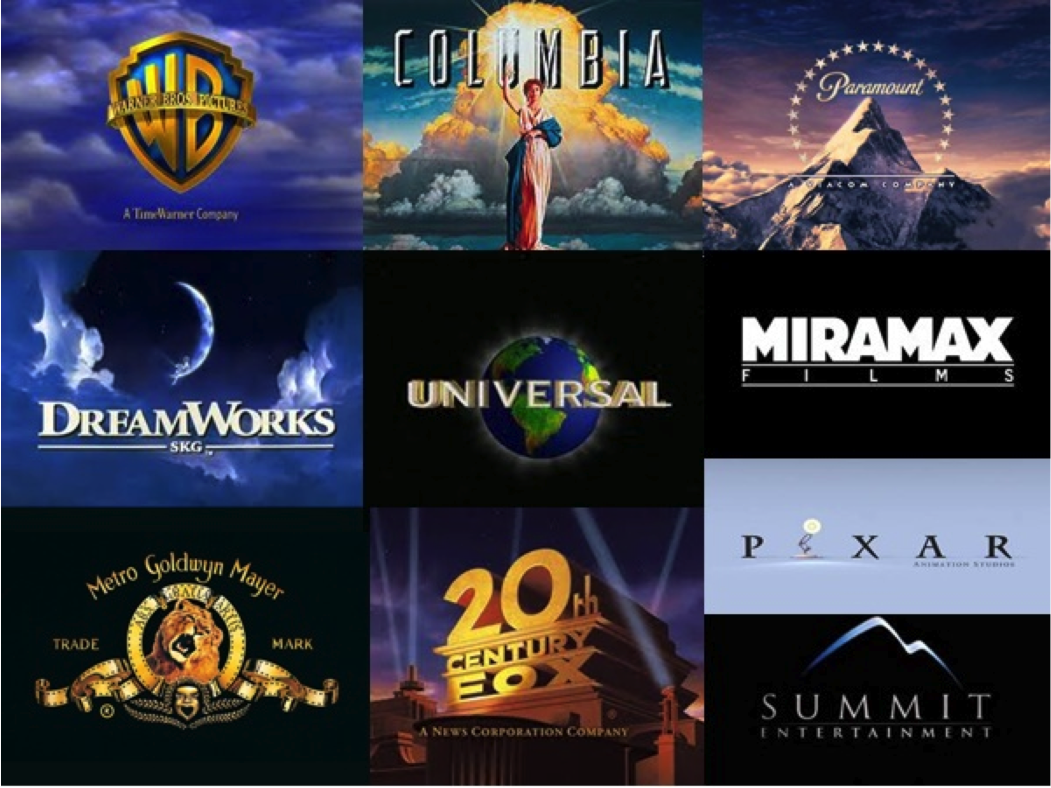 WB
WARNER BROS. PICTURES
A TimeWarner Company
COLUMBIA
Paramount
A VIACOM COMPANY
DREAMWORKS
SKG™
UNIVERSAL
MIRAMAX
FILMS
PIXAR
ANIMATION STUDIOS
Metro Goldwyn Mayer
ARS GRATIA ARTIS
TRADE MARK
®
20th
CENTURY
FOX
®
A NEWS CORPORATION COMPANY
SUMMIT
ENTERTAINMENT